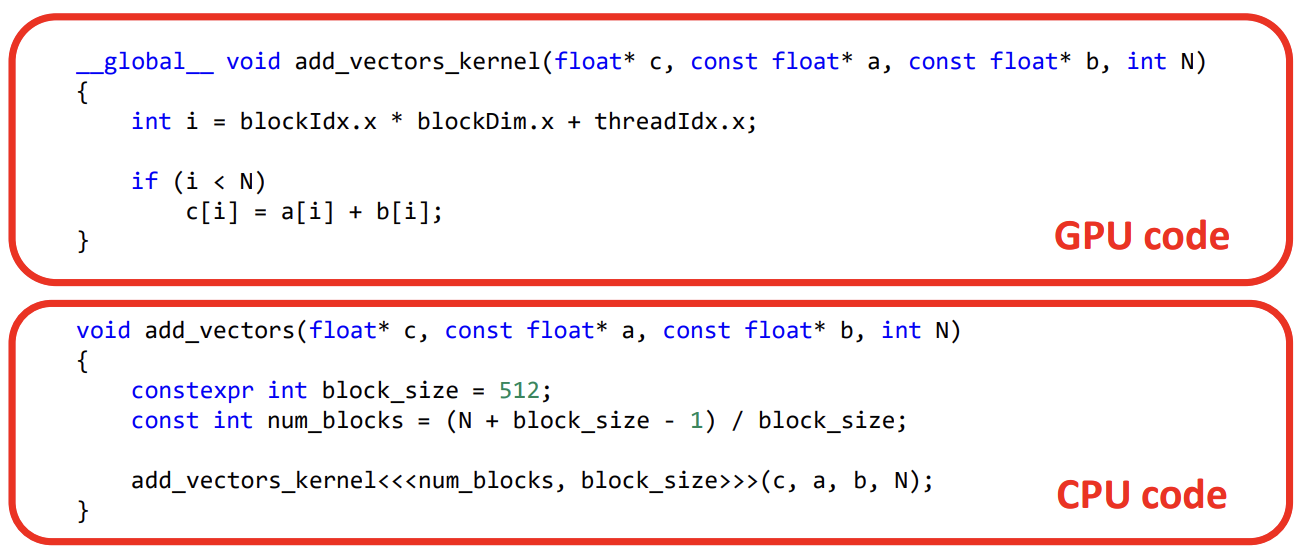 __global__ void add_vectors_kernel(float* c, const float* a, const float* b, int N)
{
    int i = blockIdx.x * blockDim.x + threadIdx.x;

    if (i < N)
        c[i] = a[i] + b[i];
}
GPU code
void add_vectors(float* c, const float* a, const float* b, int N)
{
    constexpr int block_size = 512;
    const int num_blocks = (N + block_size - 1) / block_size;

    add_vectors_kernel<<<num_blocks, block_size>>>(c, a, b, N);
}
CPU code